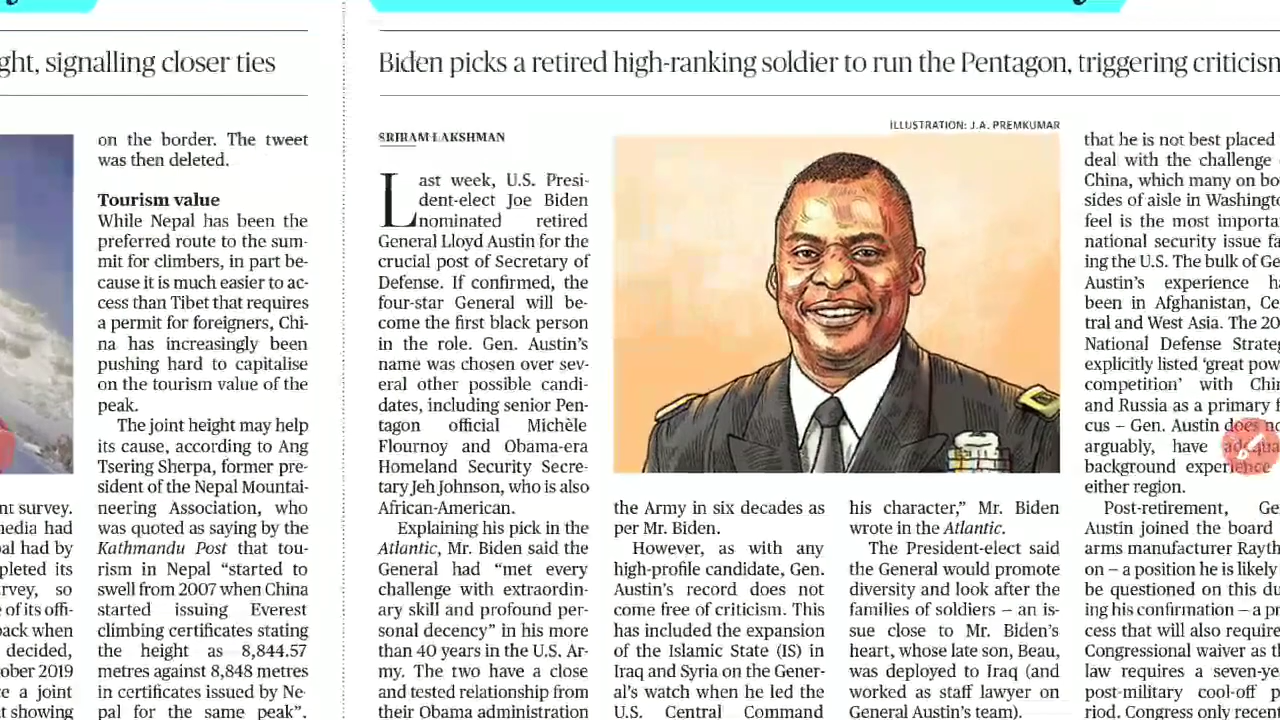 ght, signalling closer ties
on the border. The tweet
was then deleted.
Tourism value
While Nepal has been the
preferred route to the sum-
mit for climbers, in part be-
cause it is much easier to ac-
cess than Tibet that requires
a permit for foreigners, Chi-
na has increasingly been
pushing hard to capitalise
on the tourism value of the
peak.
The joint height may help
its cause, according to Ang
Tsering Sherpa, former pre-
sident of the Nepal Mountai-
neering Association, who
was quoted as saying by the
Kathmandu Post that tou-
rism in Nepal “started to
swell from 2007 when China
started issuing Everest
climbing certificates stating
the height as 8,844.57
metres against 8,848 metres
in certificates issued by Ne-
pal for the same peak”.
nt survey.
media had
al had by
pleted its
rvey, so
of its offi-
back when
decided,
ober 2019
e a joint
t showing
Biden picks a retired high-ranking soldier to run the Pentagon, triggering criticism
SRIRAM LAKSHMAN
Last week, U.S. Presi-
dent-elect Joe Biden
nominated retired
General Lloyd Austin for the
crucial post of Secretary of
Defense. If confirmed, the
four-star General will be-
come the first black person
in the role. Gen. Austin’s
name was chosen over sev-
eral other possible candi-
dates, including senior Pen-
tagon official Michèle
Flournoy and Obama-era
Homeland Security Secre-
tary Jeh Johnson, who is also
African-American.
Explaining his pick in the
Atlantic, Mr. Biden said the
General had “met every
challenge with extraordin-
ary skill and profound per-
sonal decency” in his more
than 40 years in the U.S. Ar-
my. The two have a close
and tested relationship from
their Obama administration
ILLUSTRATION: J.A. PREMKUMAR
the Army in six decades as
per Mr. Biden.
However, as with any
high-profile candidate, Gen.
Austin’s record does not
come free of criticism. This
has included the expansion
of the Islamic State (IS) in
Iraq and Syria on the Gener-
al’s watch when he led the
U.S. Central Command
his character,” Mr. Biden
wrote in the Atlantic.
The President-elect said
the General would promote
diversity and look after the
families of soldiers – an is-
sue close to Mr. Biden’s
heart, whose late son, Beau,
was deployed to Iraq (and
worked as staff lawyer on
General Austin’s team).
that he is not best placed
deal with the challenge
China, which many on bo
sides of aisle in Washingto
feel is the most importa
national security issue fa
ing the U.S. The bulk of Ge
Austin’s experience ha
been in Afghanistan, Ce
tral and West Asia. The 20
National Defense Strateg
explicitly listed ‘great pow
competition’ with Chin
and Russia as a primary f
cus – Gen. Austin does no
arguably, have adequa
background experience
either region.
Post-retirement, Ge
Austin joined the board
arms manufacturer Rayth
on – a position he is likely
be questioned on this du
ing his confirmation – a pr
cess that will also require
Congressional waiver as th
law requires a seven-ye
post-military cool-off p
riod. Congress only recent